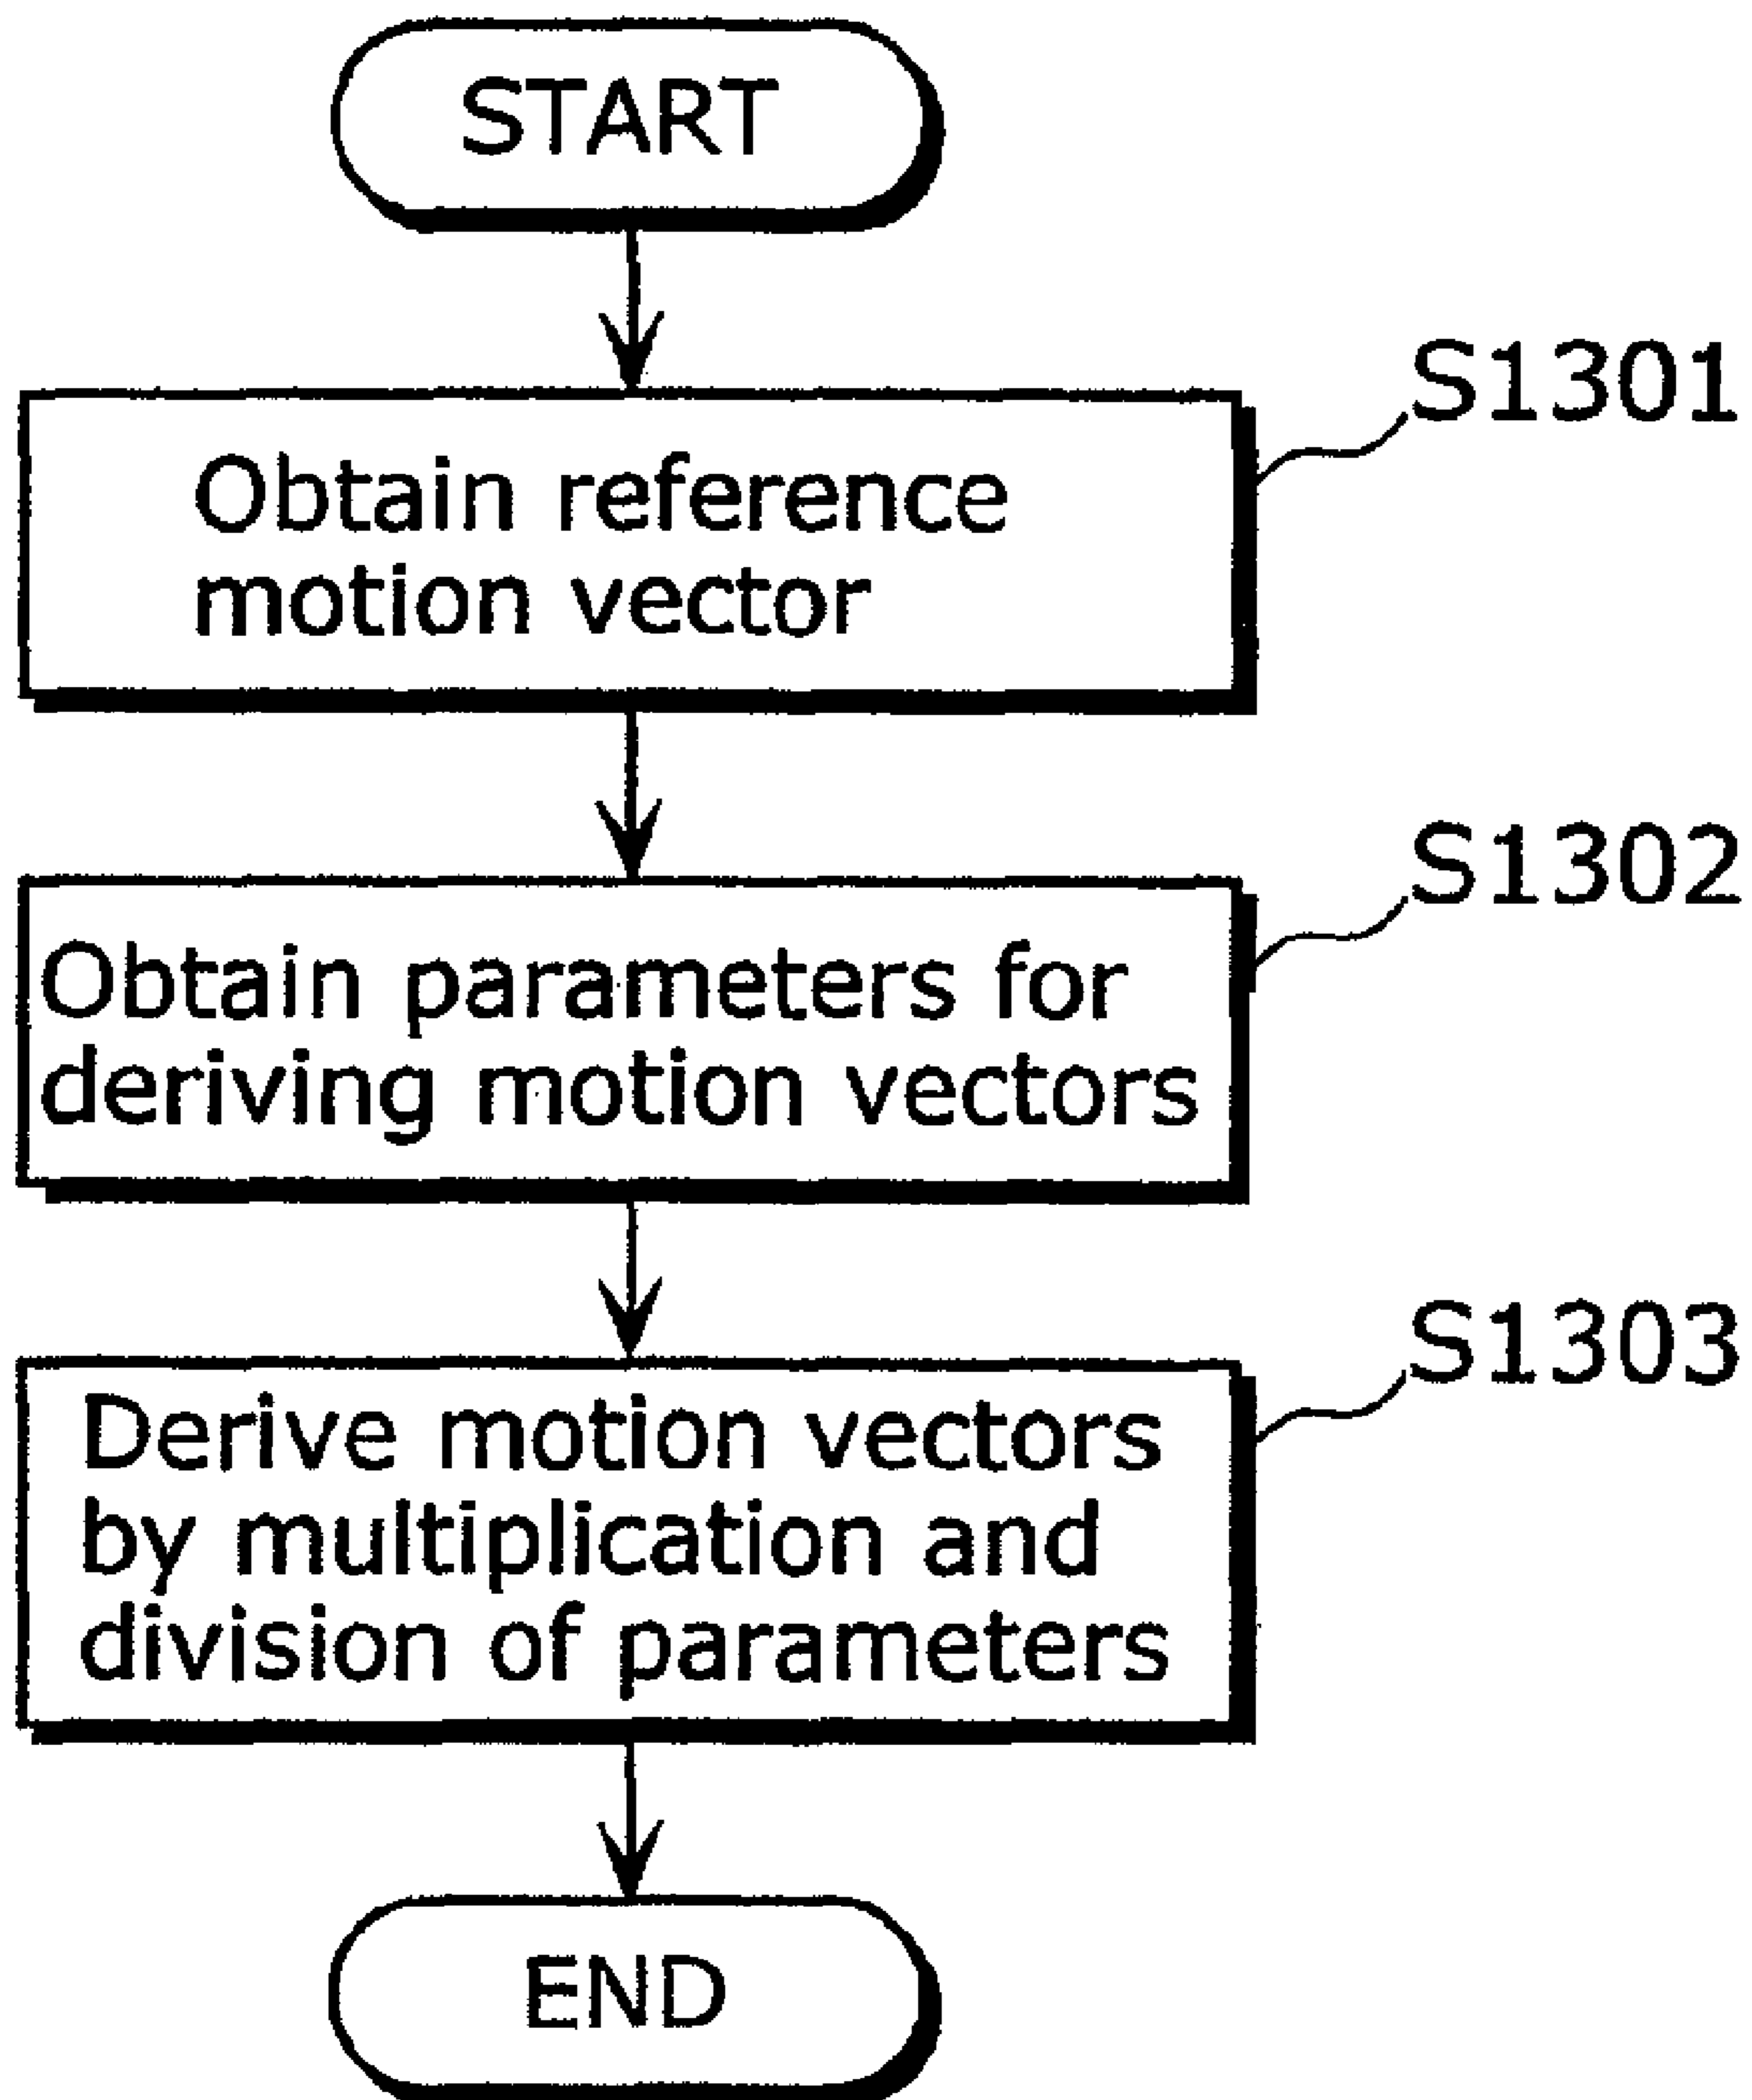 START
S1301
Obtain reference
motion vector
S1302
Obtain parameters for
deriving motion vectors
S1303
Derive motion vectors
by multiplication and
division of parameters
END